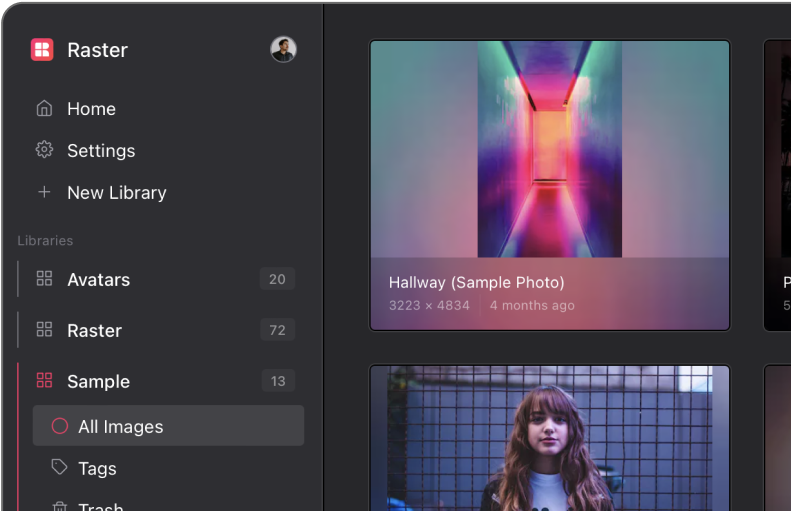 Raster
Home
Settings
New Library
Libraries
Avatars 20
Raster 72
Sample 13
All Images
Tags
Trash
Hallway (Sample Photo)
3223 × 4834 4 months ago
P
5